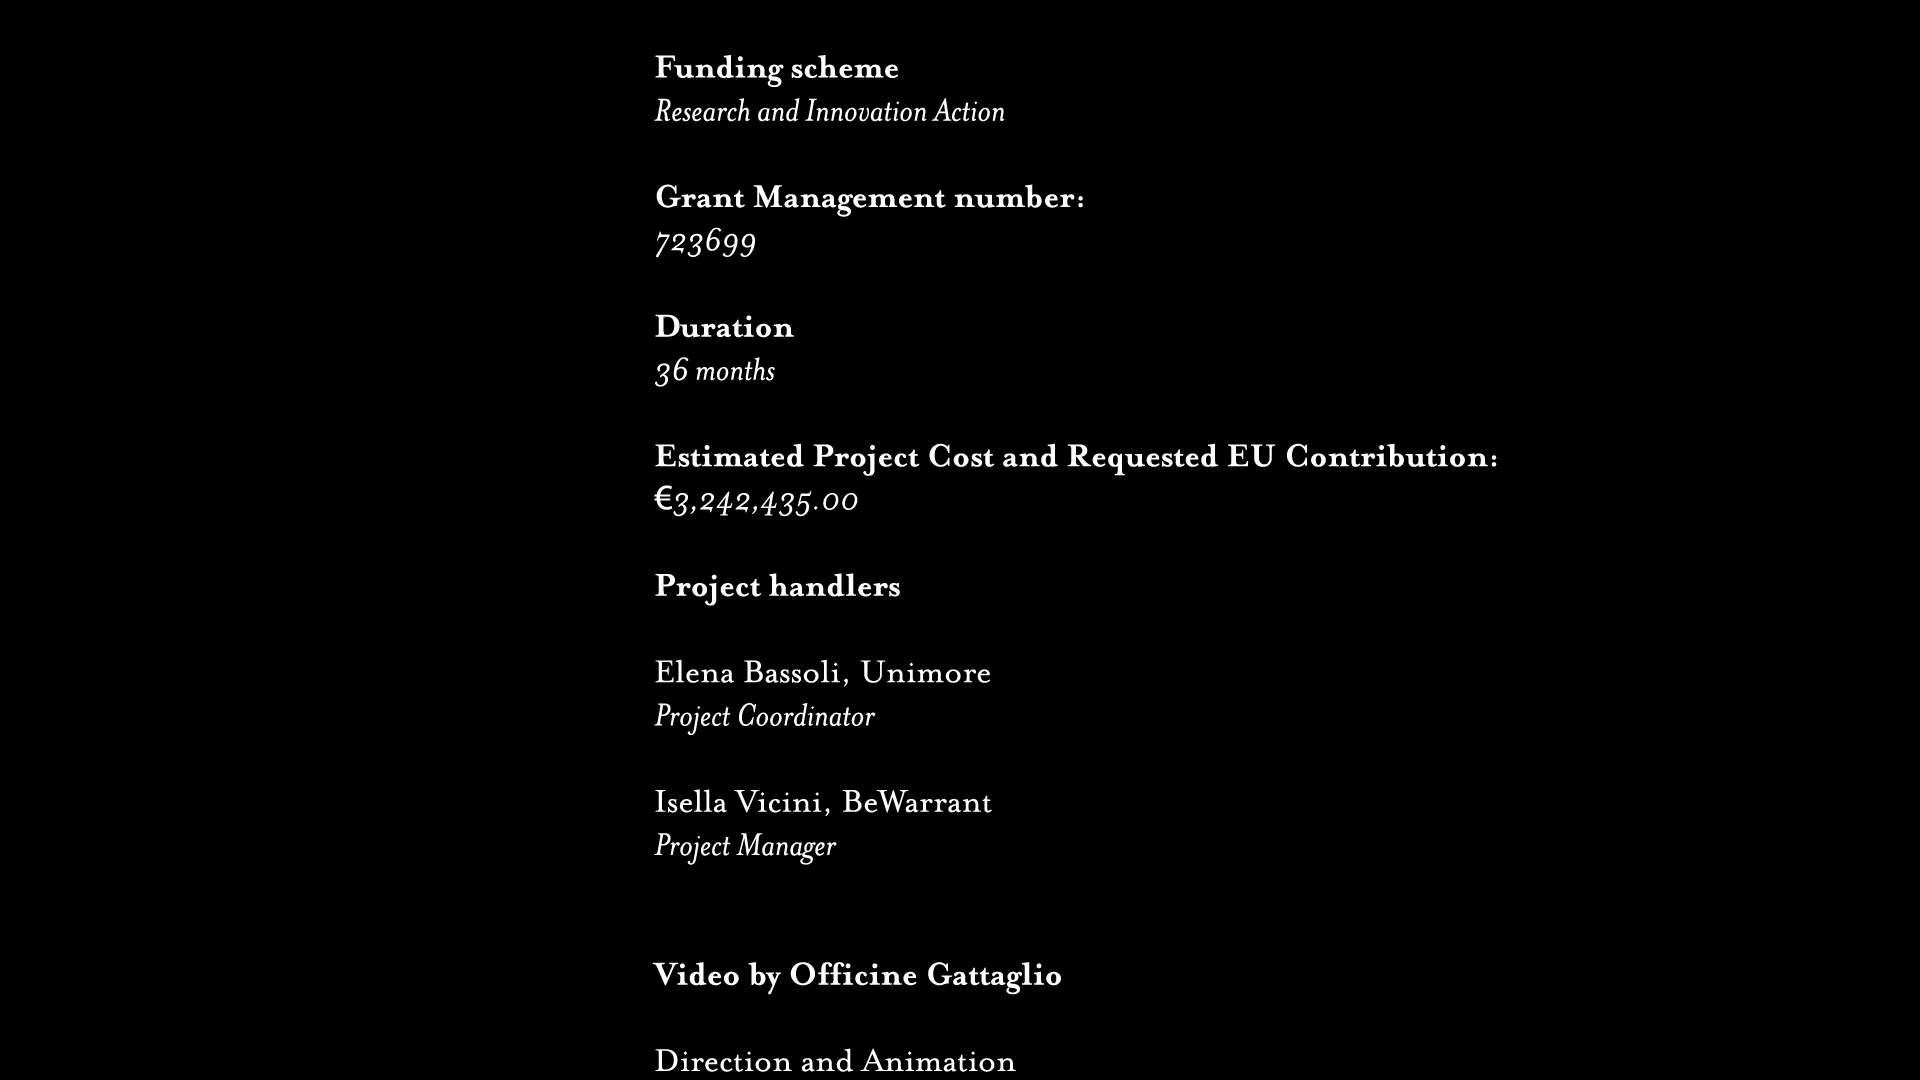 Funding scheme
Research and Innovation Action
Grant Management number:
723699
Duration
36 months
Estimated Project Cost and Requested EU Contribution:
€3,242,435.00
Project handlers
Elena Bassoli, Unimore
Project Coordinator
Isella Vicini, BeWarrant
Project Manager
Video by Officine Gattaglio
Direction and Animation